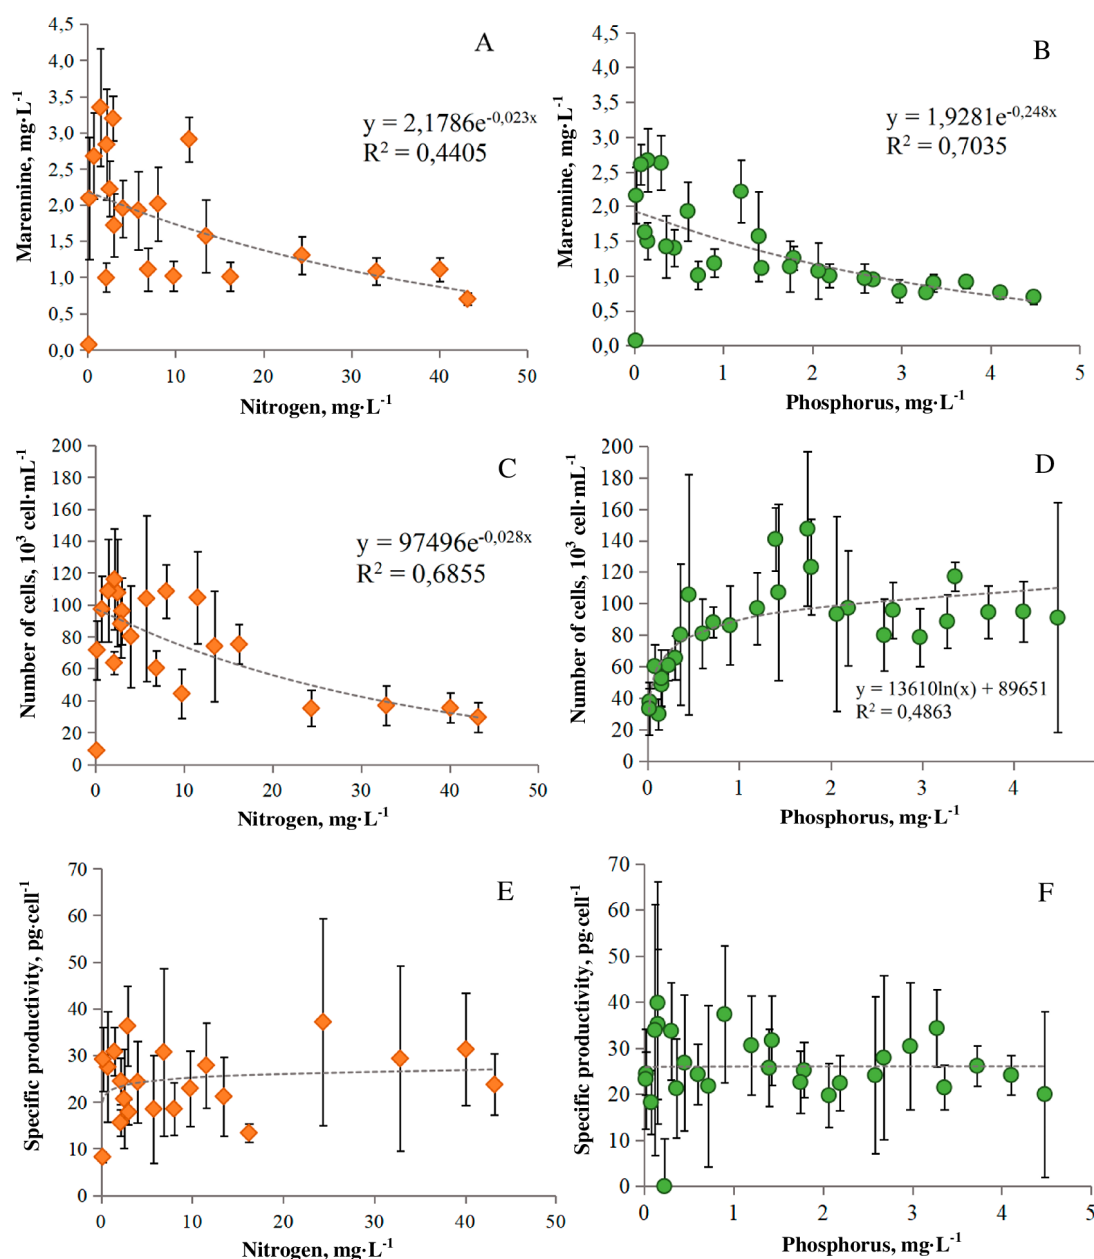 A
Marennine, mg·L-1
4,5
4,0
3,5
3,0
2,5
2,0
1,5
1,0
0,5
0,0
y = 2,1786e-0,023x
R2 = 0,4405
0 10 20 30 40 50
Nitrogen, mg·L-1
B
Marennine, mg·L-1
4,5
4,0
3,5
3,0
2,5
2,0
1,5
1,0
0,5
0,0
y = 1,9281e-0,248x
R2 = 0,7035
0 1 2 3 4 5
Phosphorus, mg·L-1
C
Number of cells, 103 cell·mL-1
200
180
160
140
120
100
80
60
40
20
0
y = 97496e-0,028x
R2 = 0,6855
0 10 20 30 40 50
Nitrogen, mg·L-1
D
Number of cells, 103 cell·mL-1
200
180
160
140
120
100
80
60
40
20
0
y = 13610ln(x) + 89651
R2 = 0,4863
0 1 2 3 4
Phosphorus, mg·L-1
E
Specific productivity, pg·cell-1
70
60
50
40
30
20
10
0
0 10 20 30 40 50
Nitrogen, mg·L-1
F
Specific productivity, pg·cell-1
70
60
50
40
30
20
10
0
0 1 2 3 4 5
Phosphorus, mg·L-1